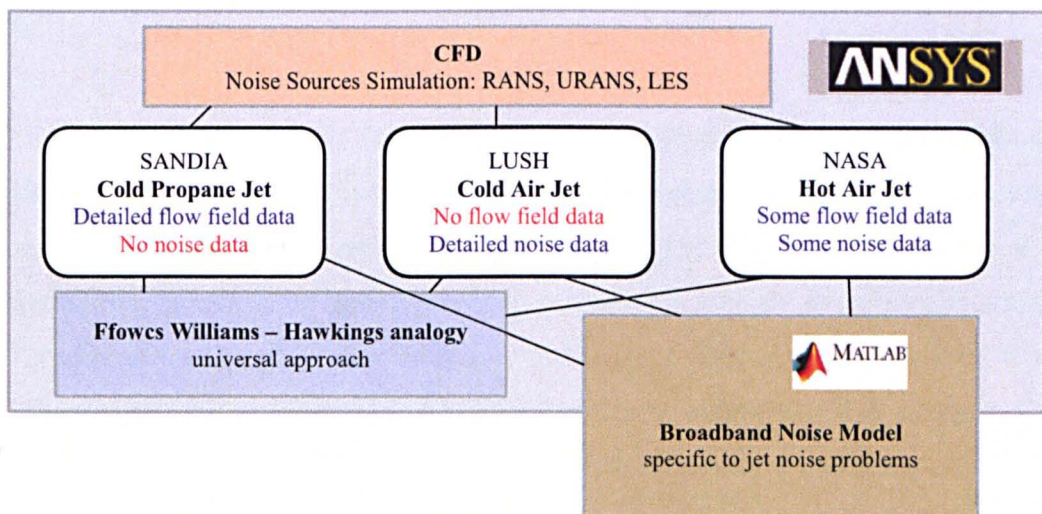 CFD
Noise Sources Simulation: RANS, URANS, LES
ANSYS
SANDIA
Cold Propane Jet
Detailed flow field data
No noise data
LUSH
Cold Air Jet
No flow field data
Detailed noise data
NASA
Hot Air Jet
Some flow field data
Some noise data
Ffowcs Williams – Hawkings analogy
universal approach
MATLAB
Broadband Noise Model
specific to jet noise problems